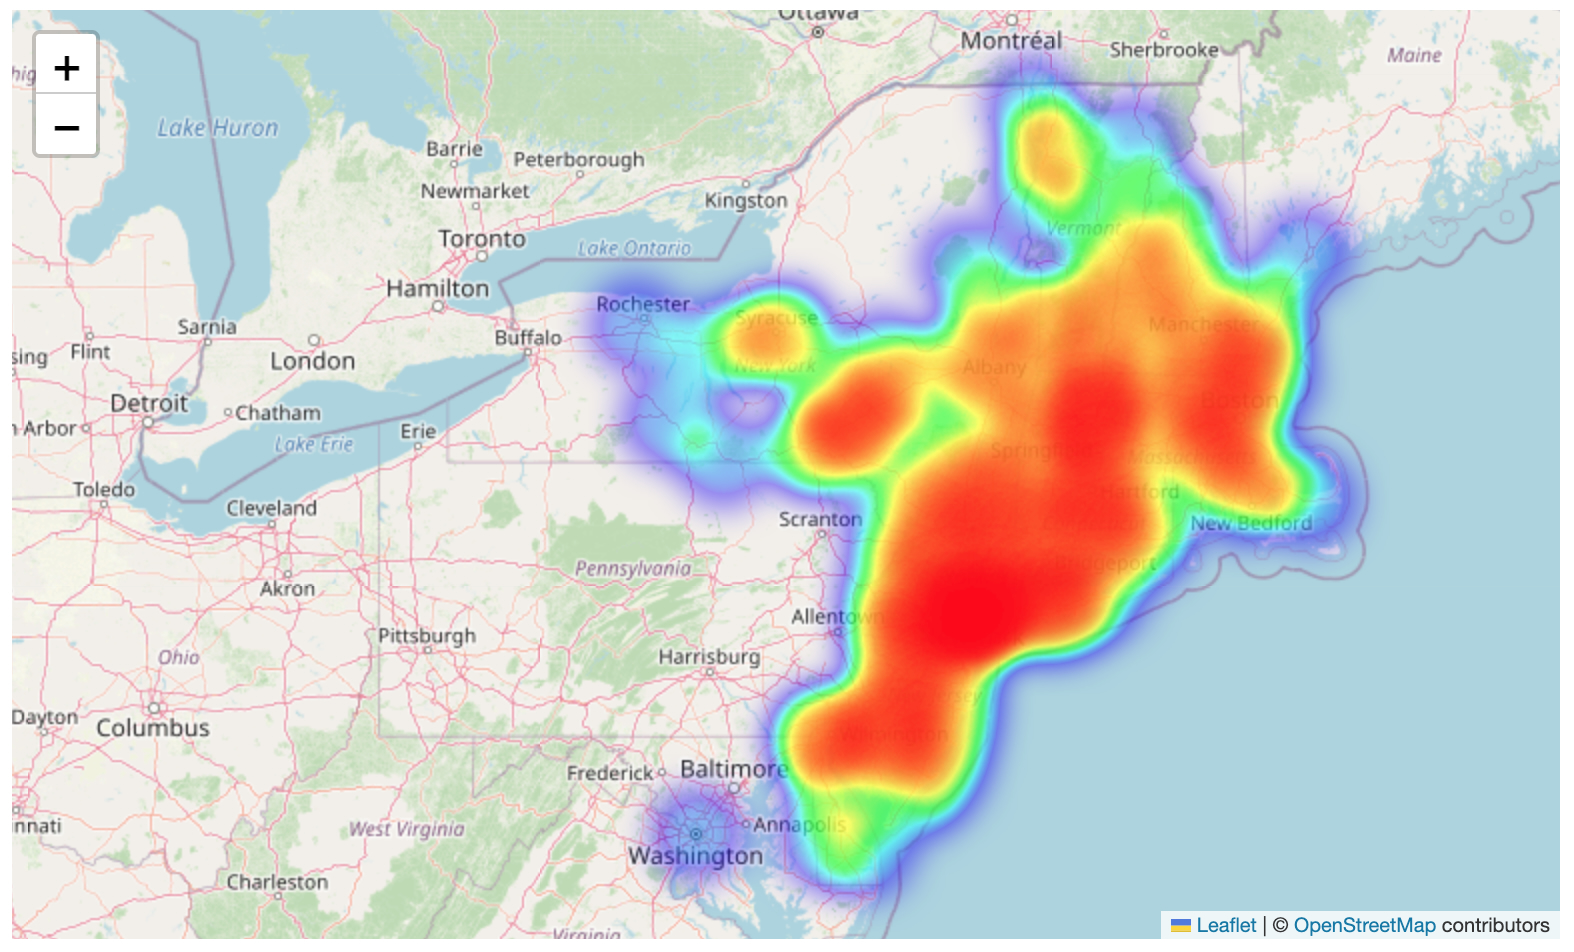 Ottawa
Montréal
Sherbrooke
Maine
+
hig
Lake Huron
−
Barrie
Peterborough
Newmarket
Kingston
Vermont
Toronto
Lake Ontario
Hamilton
Rochester
Syracuse
Manchester
Sarnia
Buffalo
sing
Flint
London
New York
Albany
Detroit
Chatham
Boston
n Arbor
Erie
Lake Erie
Springfield
Massachusetts
Toledo
Hartford
Cleveland
Scranton
New Bedford
Pennsylvania
Bridgeport
Akron
Allentown
Pittsburgh
Ohio
Harrisburg
Jersey
Dayton
Columbus
Wilmington
Frederick
Baltimore
nnati
West Virginia
Annapolis
Washington
Charleston
Virginia
Leaflet | © OpenStreetMap contributors